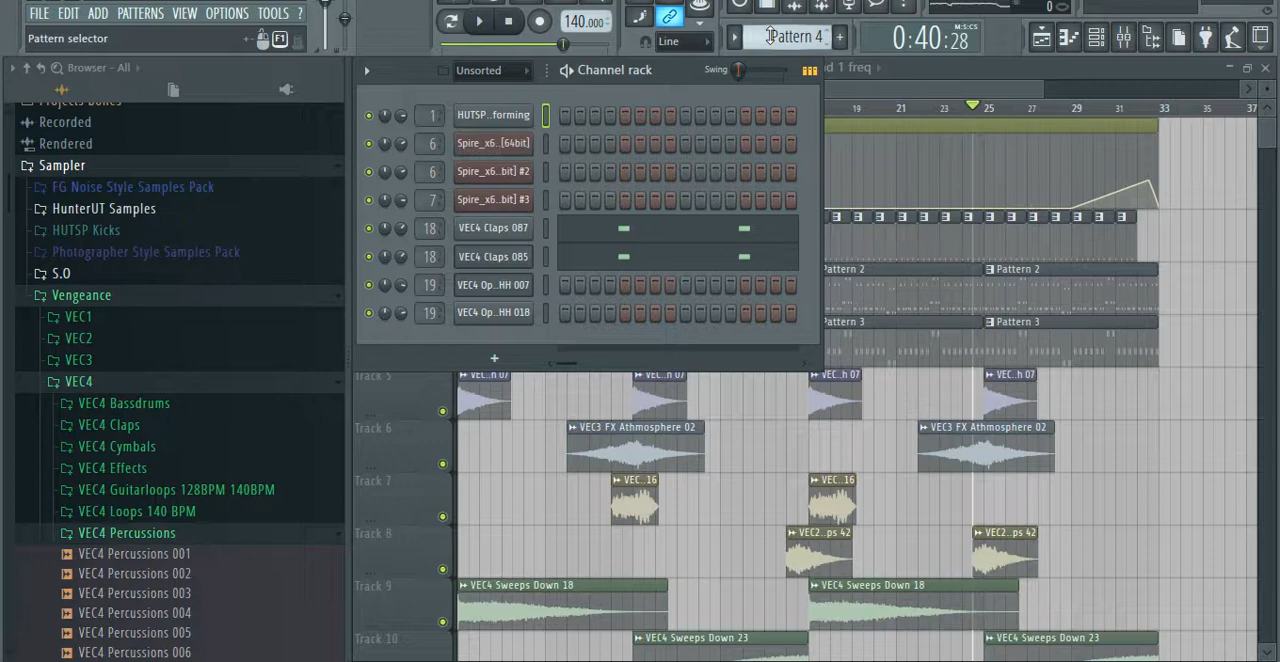 FILE EDIT ADD PATTERNS VIEW OPTIONS TOOLS ?
140.000
0
Pattern selector
F1
Line
Pattern 4
+
0:40:28
M:S:CS
Browser - All
Unsorted
Channel rack
Swing
d 1 freq
19 21 23 25 27 29 31 33 35 37
Recorded
Rendered
Sampler
FG Noise Style Samples Pack
HunterUT Samples
HUTSP Kicks
Photographer Style Samples Pack
S.O
Vengeance
VEC1
VEC2
VEC3
VEC4
VEC4 Bassdrums
VEC4 Claps
VEC4 Cymbals
VEC4 Effects
VEC4 Guitarloops 128BPM 140BPM
VEC4 Loops 140 BPM
VEC4 Percussions
VEC4 Percussions 001
VEC4 Percussions 002
VEC4 Percussions 003
VEC4 Percussions 004
VEC4 Percussions 005
VEC4 Percussions 006
1 HUTSP..forming
6 Spire_x6..[64bit]
6 Spire_x6..bit] #2
7 Spire_x6..bit] #3
18 VEC4 Claps 087
18 VEC4 Claps 085
19 VEC4 Op..HH 007
19 VEC4 Op..HH 018
+
Pattern 2 Pattern 2
Pattern 3 Pattern 3
Track 5
VEC..h 07 VEC..h 07 VEC..h 07 VEC..h 07
Track 6
VEC3 FX Athmosphere 02 VEC3 FX Athmosphere 02
Track 7
VEC..16 VEC..16
Track 8
VEC2..ps 42 VEC2..ps 42
Track 9
VEC4 Sweeps Down 18 VEC4 Sweeps Down 18
Track 10
VEC4 Sweeps Down 23 VEC4 Sweeps Down 23